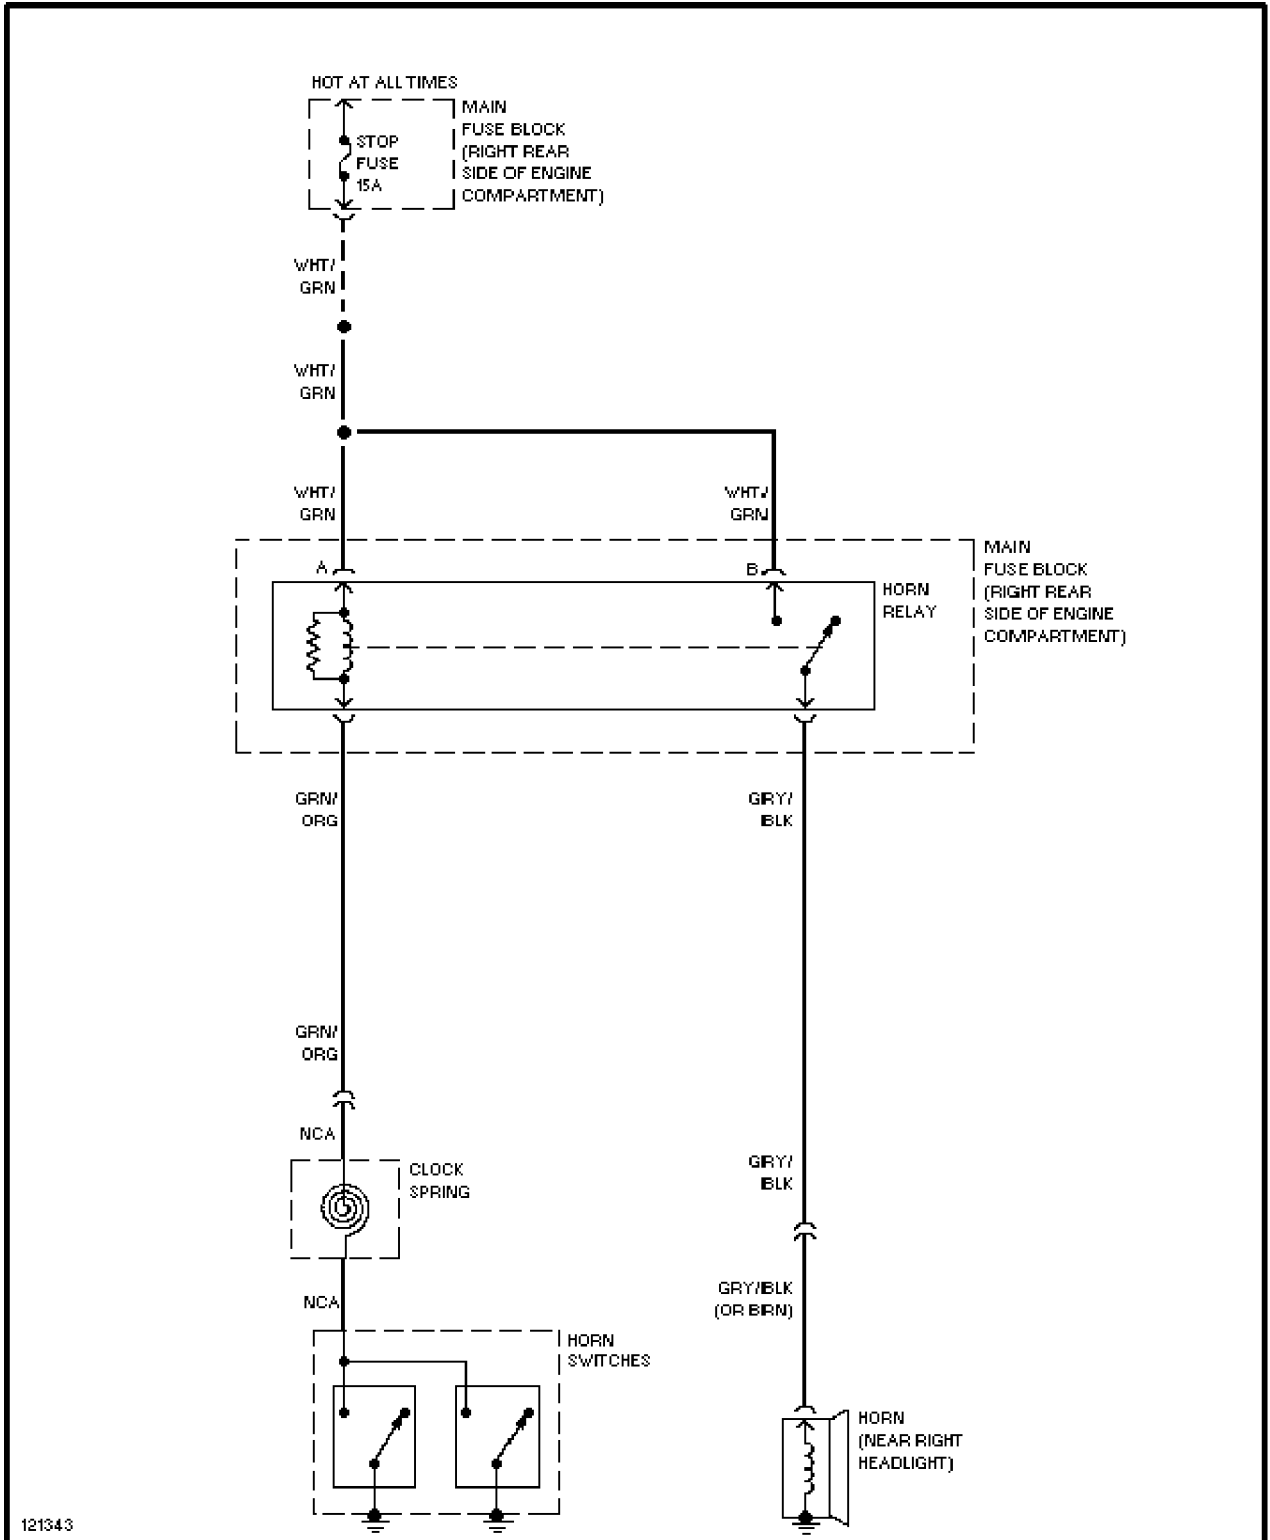 HOT AT ALL TIMES
MAIN
FUSE BLOCK
(RIGHT REAR
SIDE OF ENGINE
COMPARTMENT)
STOP
FUSE
15A
WHT/
GRN
WHT/
GRN
WHT/
GRN
WHT/
GRN
A
B
MAIN
FUSE BLOCK
(RIGHT REAR
SIDE OF ENGINE
COMPARTMENT)
HORN
RELAY
GRN/
ORG
GRY/
BLK
GRN/
ORG
NCA
CLOCK
SPRING
GRY/
BLK
NCA
GRY/BLK
(OR BRN)
HORN
SWITCHES
HORN
(NEAR RIGHT
HEADLIGHT)
121343